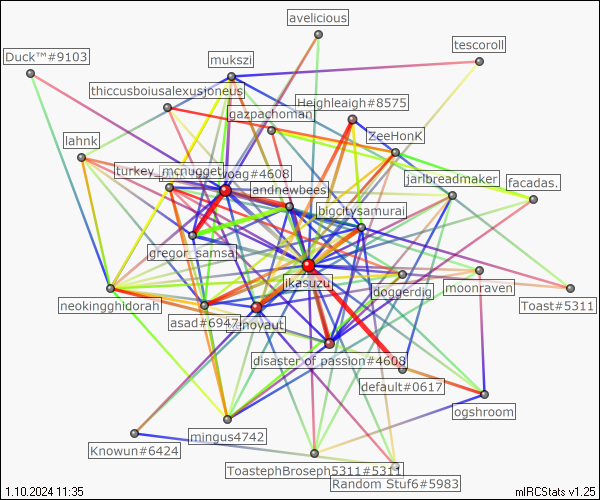 avelicious
tescoroll
Duck™#9103
mukszi
thiccusboiusalexusjoneus
Heighleaigh#8575
gazpachoman
ZeeHonK
lahnk
turkey_mcnugget
voag#4608
jarlbreadmaker
andnewbees
facadas.
bigcitysamurai
gregor_samsa
ikasuzu
doggerdig
moonraven
neokingghidorah
Toast#5311
asad#6947
enoyaut
disaster of passion#4608
default#0617
ogshroom
mingus4742
Knowun#6424
ToastephBroseph5311#5311
Random Stuf6#5983
1.10.2024 11:35
mIRCStats v1.25